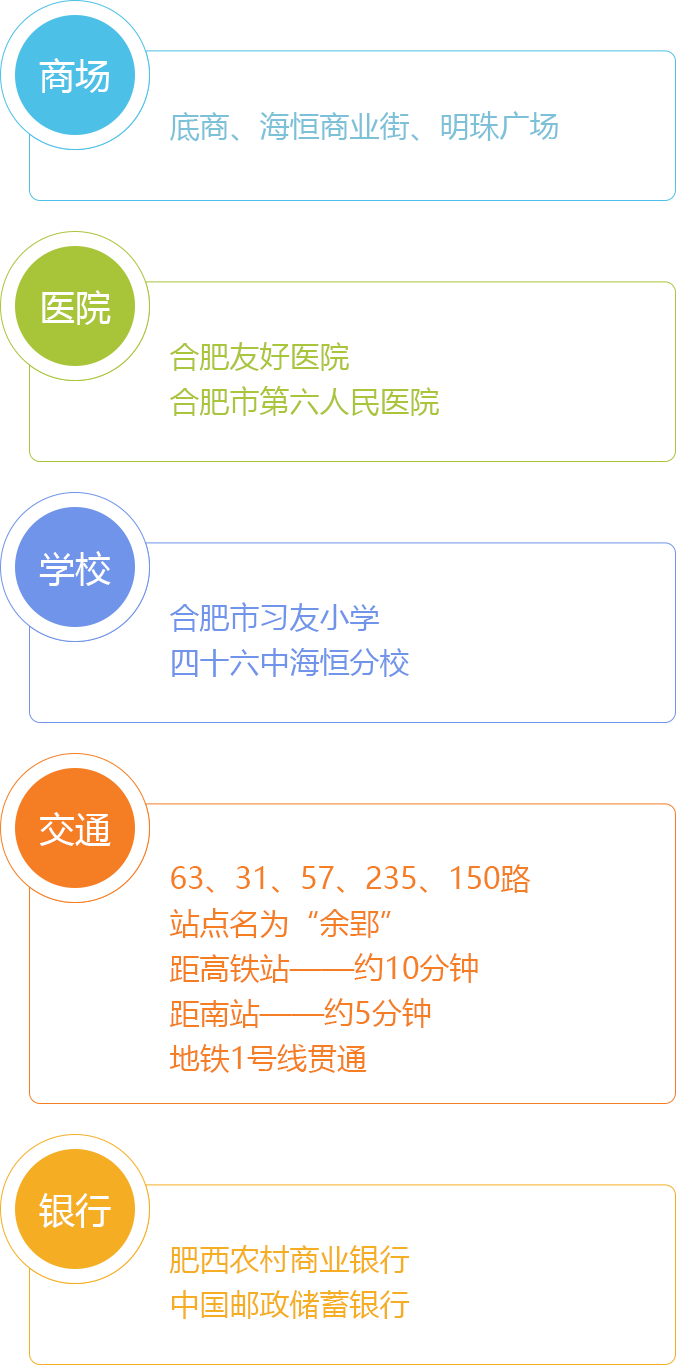 商场
底商、海恒商业街、明珠广场
医院
合肥友好医院
合肥市第六人民医院
学校
合肥市习友小学
四十六中海恒分校
交通
63、31、57、235、150路
站点名为“余郢”
距高铁站——约10分钟
距南站——约5分钟
地铁1号线贯通
银行
肥西农村商业银行
中国邮政储蓄银行